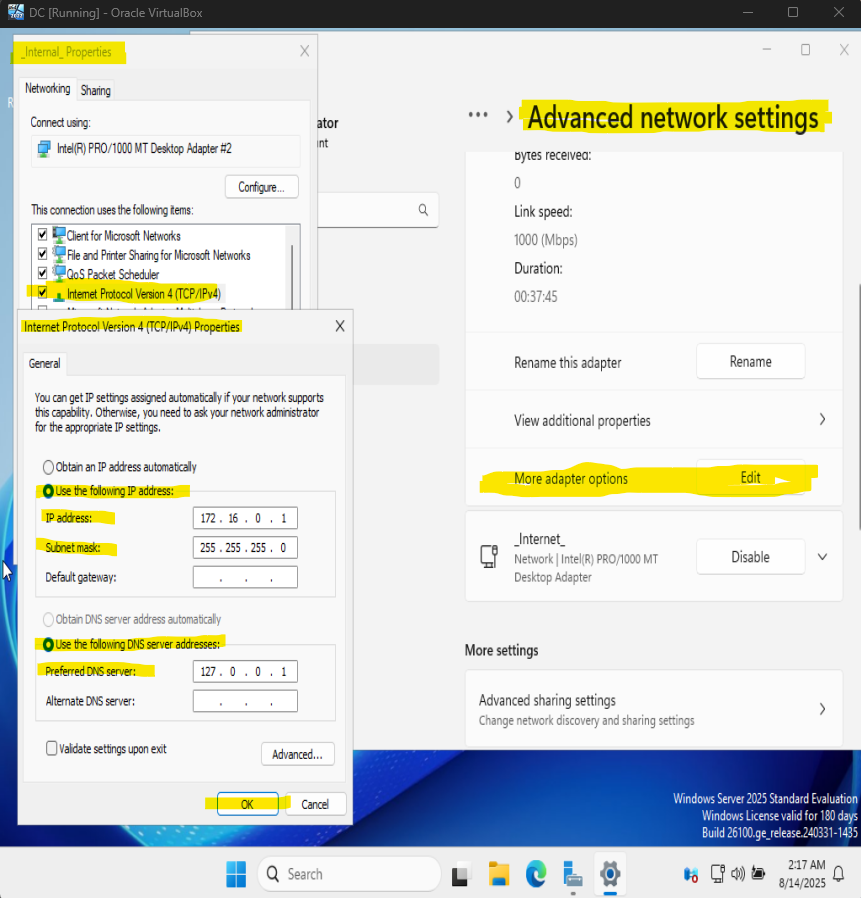 DC [Running] - Oracle VirtualBox
_Internal_ Properties
Networking
Sharing
Connect using:
Intel(R) PRO/1000 MT Desktop Adapter #2
Configure...
This connection uses the following items:
Client for Microsoft Networks
File and Printer Sharing for Microsoft Networks
QoS Packet Scheduler
Internet Protocol Version 4 (TCP/IPv4)
Internet Protocol Version 4 (TCP/IPv4) Properties
General
You can get IP settings assigned automatically if your network supports
this capability. Otherwise, you need to ask your network administrator
for the appropriate IP settings.
Obtain an IP address automatically
Use the following IP address:
IP address:
172 . 16 . 0 . 1
Subnet mask:
255 . 255 . 255 . 0
Default gateway:
. . .
Obtain DNS server address automatically
Use the following DNS server addresses:
Preferred DNS server:
127 . 0 . 0 . 1
Alternate DNS server:
. . .
Validate settings upon exit
Advanced...
OK
Cancel
ator
nt
... > Advanced network settings
Bytes received:
0
Link speed:
1000 (Mbps)
Duration:
00:37:45
Rename this adapter
Rename
View additional properties
More adapter options
Edit
_Internet_
Network | Intel(R) PRO/1000 MT
Desktop Adapter
Disable
More settings
Advanced sharing settings
Change network discovery and sharing settings
Windows Server 2025 Standard Evaluation
Windows License valid for 180 days
Build 26100.ge_release.240331-1435
Search
2:17 AM
8/14/2025